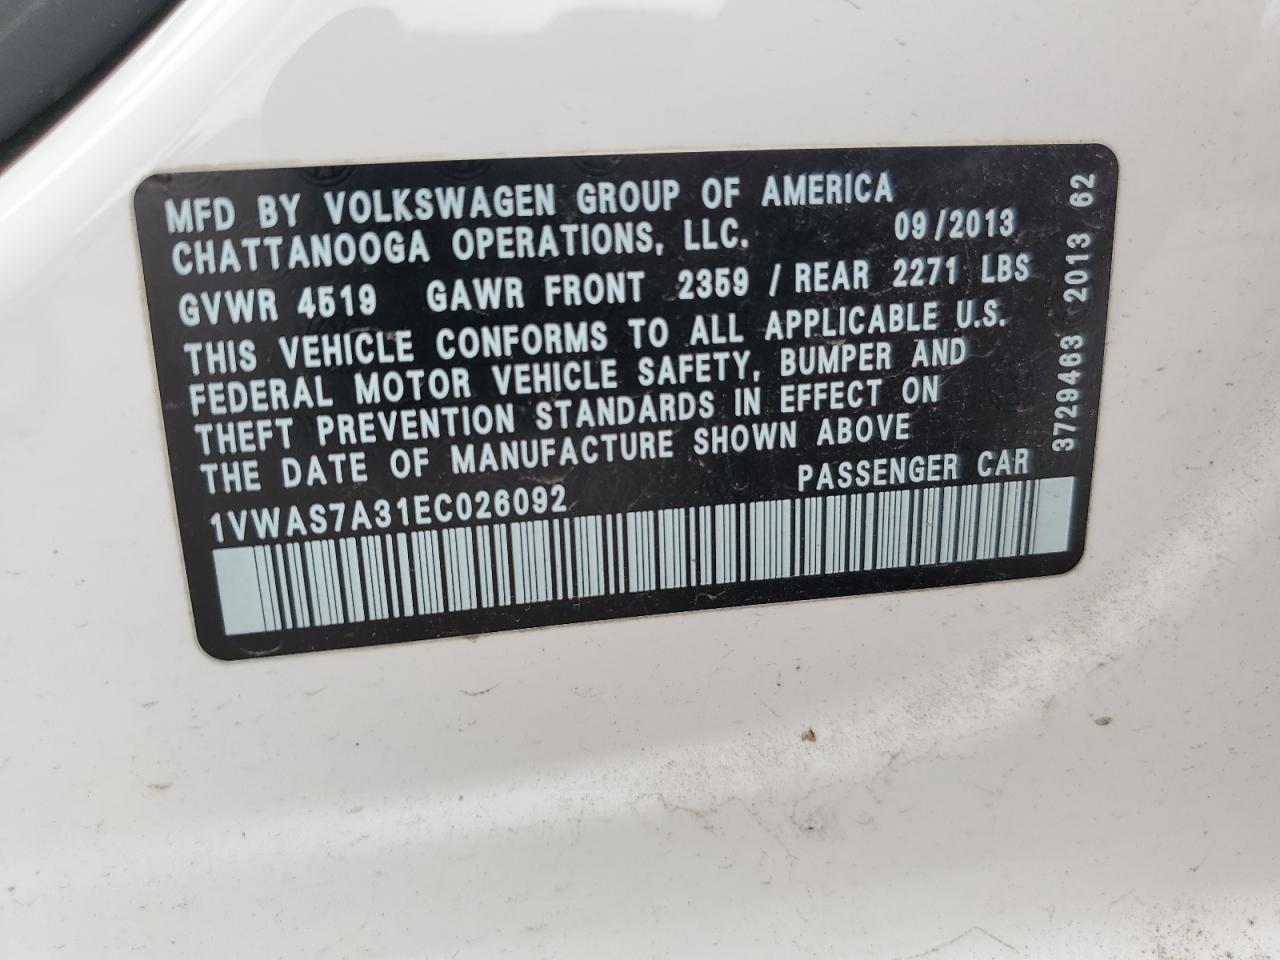 MFD BY VOLKSWAGEN GROUP OF AMERICA
CHATTANOOGA OPERATIONS, LLC. 09/2013
GVWR 4519 GAWR FRONT 2359 / REAR 2271 LBS
THIS VEHICLE CONFORMS TO ALL APPLICABLE U.S.
FEDERAL MOTOR VEHICLE SAFETY, BUMPER AND
THEFT PREVENTION STANDARDS IN EFFECT ON
THE DATE OF MANUFACTURE SHOWN ABOVE
1VWAS7A31EC026092 PASSENGER CAR
3729463 2013 62